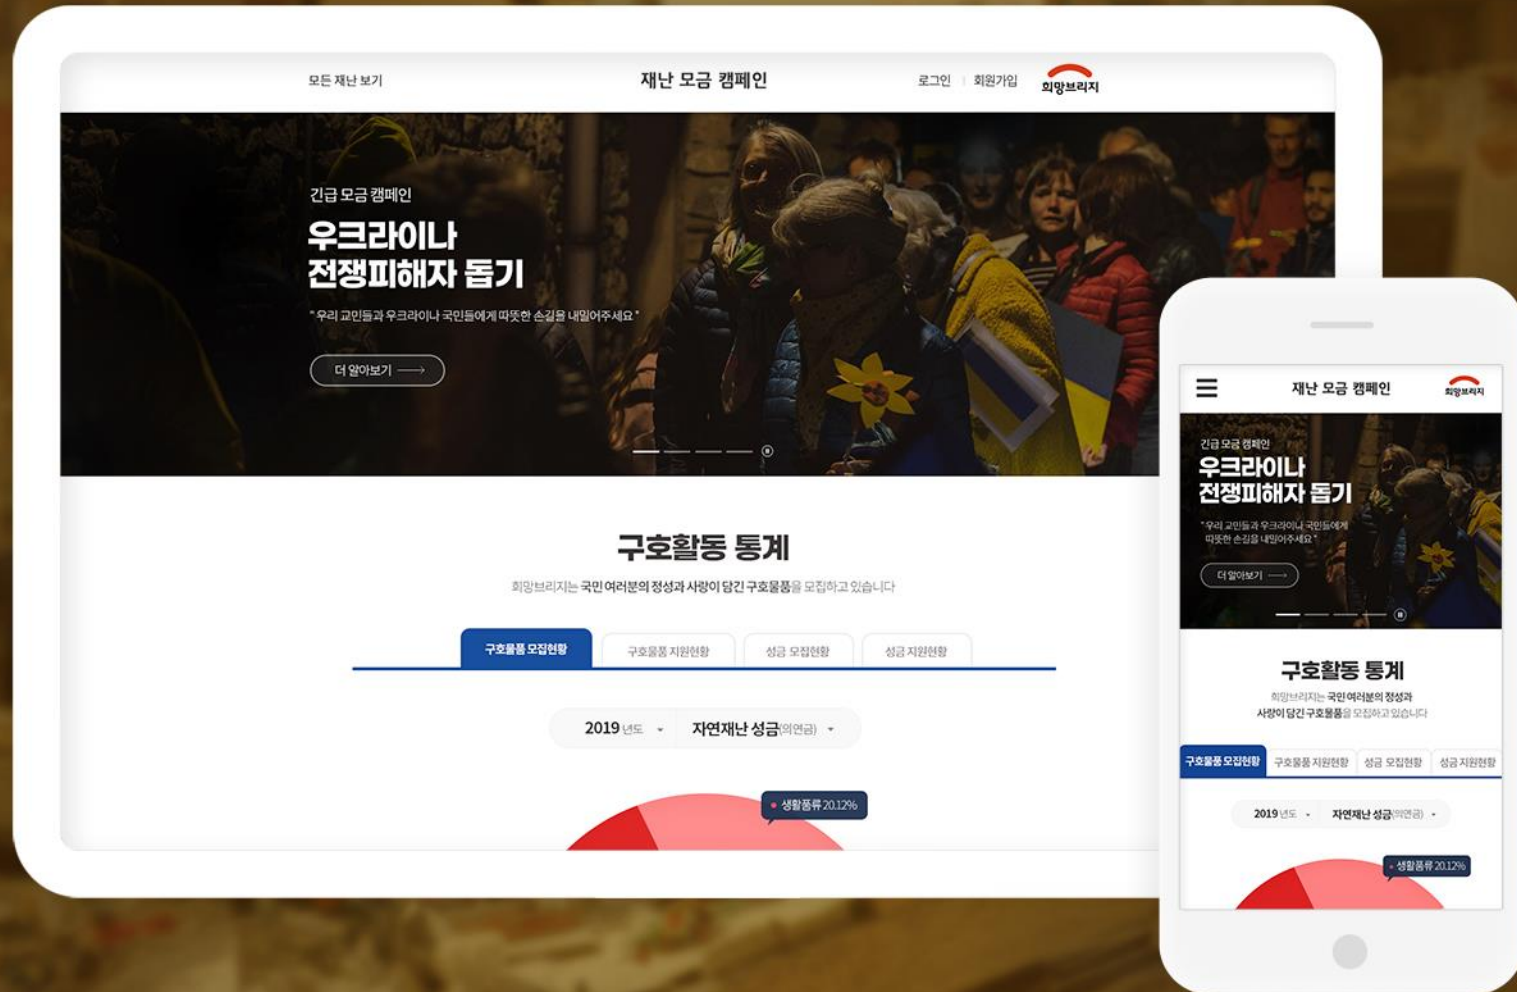 모든 재난 보기
재난 모금 캠페인
로그인 | 회원가입
희망브리지
긴급 모금 캠페인
우크라이나
전쟁피해자 돕기
" 우리 교민들과 우크라이나 국민들에게 따뜻한 손길을 내밀어주세요 "
더 알아보기
구호활동 통계
희망브리지는 국민 여러분의 정성과 사랑이 담긴 구호물품을 모집하고 있습니다
구호물품 모집현황
구호물품 지원현황
성금 모집현황
성금 지원현황
2019 년도
자연재난 성금(의연금)
생활품류 20.12%
재난 모금 캠페인
희망브리지
긴급 모금 캠페인
우크라이나
전쟁피해자 돕기
" 우리 교민들과 우크라이나 국민들에게
따뜻한 손길을 내밀어주세요 "
더 알아보기
구호활동 통계
희망브리지는 국민 여러분의 정성과
사랑이 담긴 구호물품을 모집하고 있습니다
구호물품 모집현황
구호물품 지원현황
성금 모집현황
성금 지원현황
2019 년도
자연재난 성금(의연금)
생활품류 20.12%